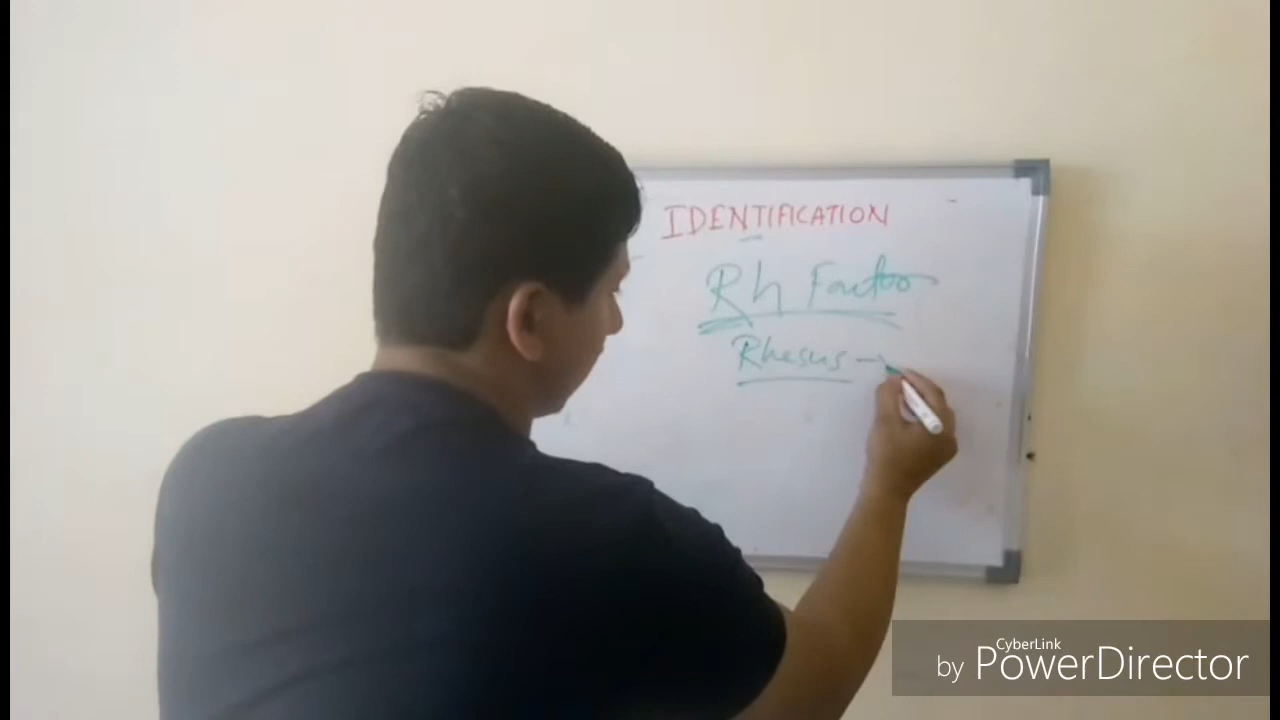 IDENTIFICATION
Rh Factor
Rhesus →
CyberLink
by PowerDirector